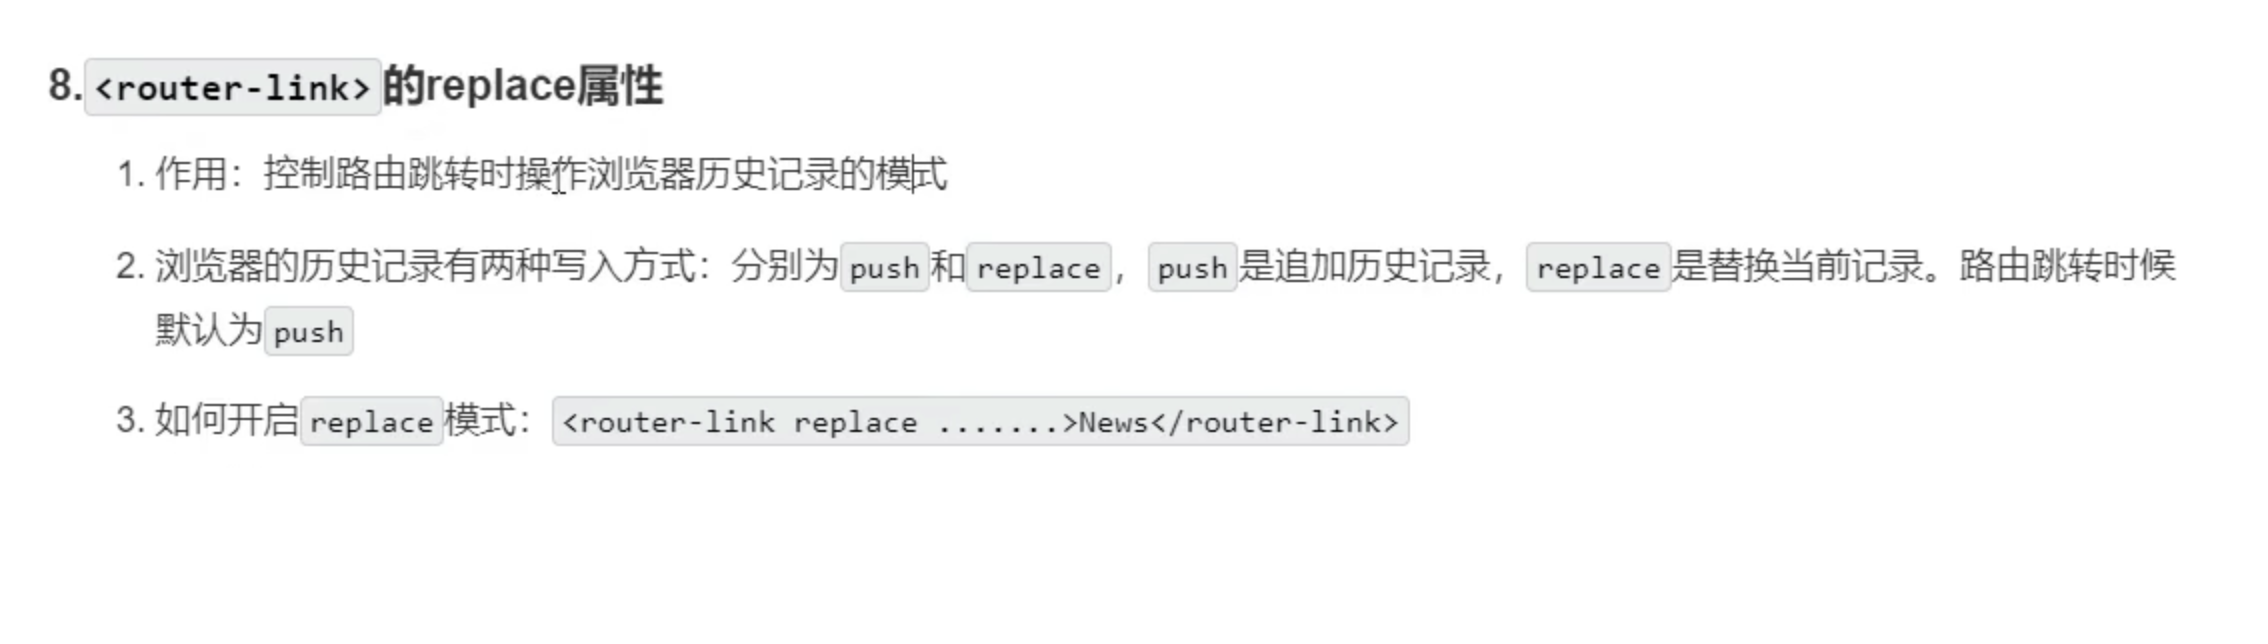 8.<router-link>的replace属性
1. 作用：控制路由跳转时操作浏览器历史记录的模式
2. 浏览器的历史记录有两种写入方式：分别为push和replace，push是追加历史记录，replace是替换当前记录。路由跳转时候
默认为push
3. 如何开启replace模式：<router-link replace .......>News</router-link>